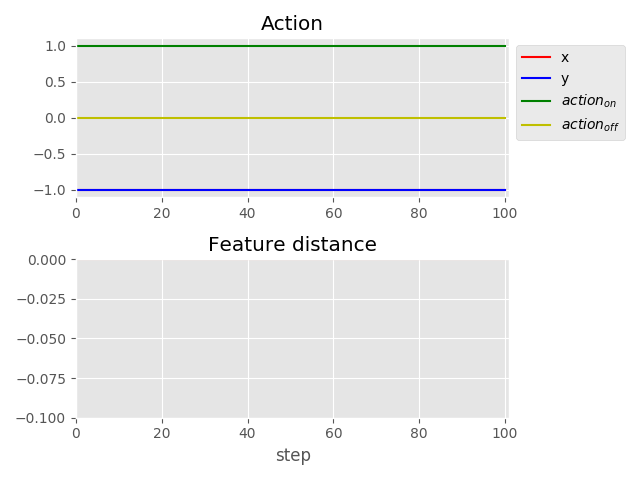 Action
1.0
0.5
0.0
−0.5
−1.0
0 20 40 60 80 100
x
y
action_on
action_off
Feature distance
0.000
−0.025
−0.050
−0.075
−0.100
0 20 40 60 80 100
step